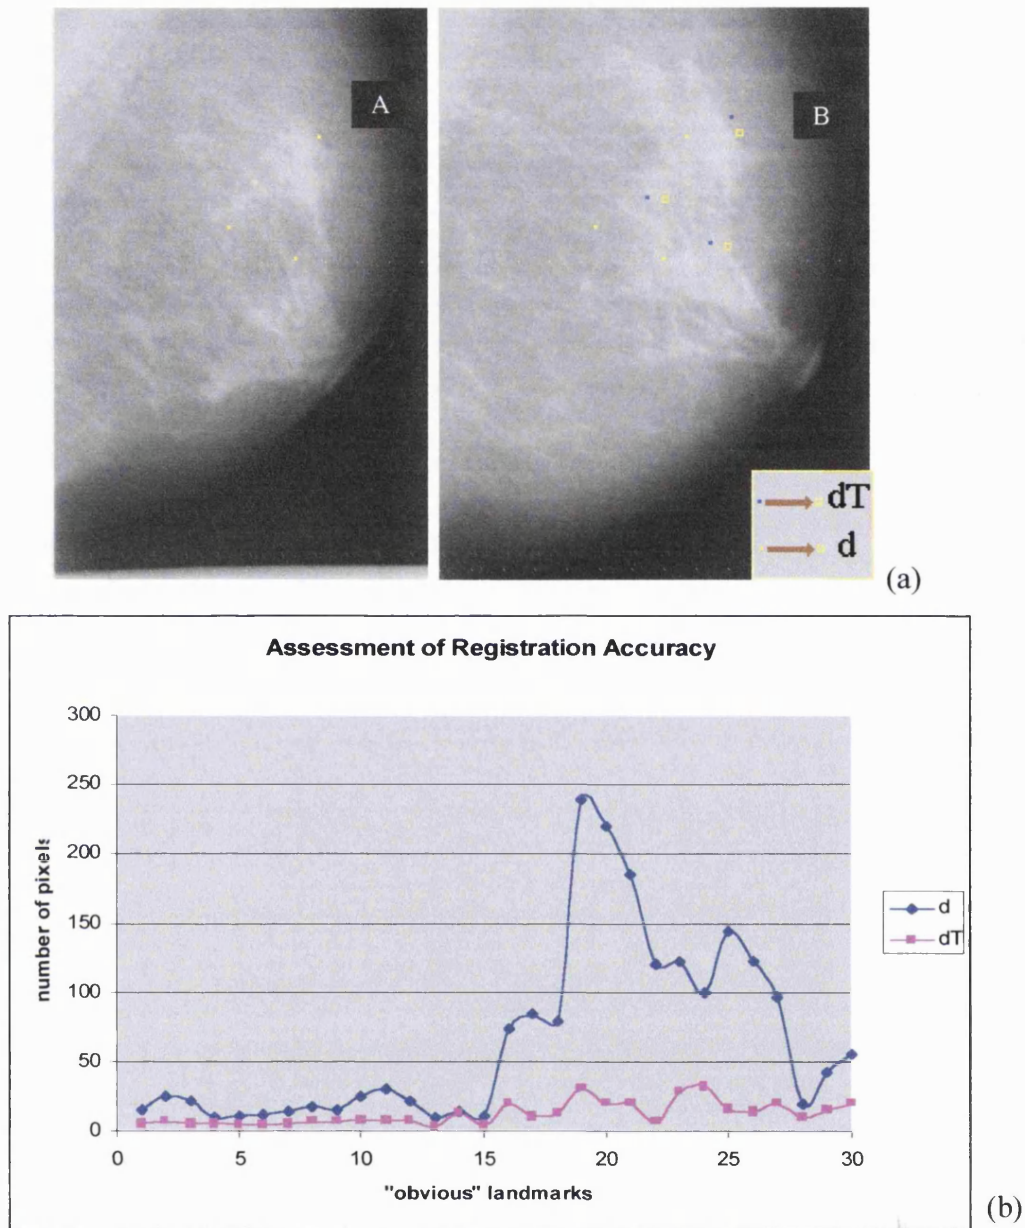 A
B
dT
d
(a)
Assessment of Registration Accuracy
300
250
200
150
100
50
0
number of pixels
0 5 10 15 20 25 30
"obvious" landmarks
d
dT
(b)